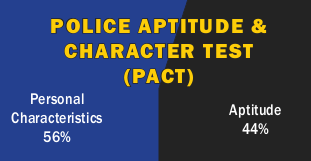 POLICE APTITUDE &
CHARACTER TEST
(PACT)
Personal
Characteristics
56%
Aptitude
44%